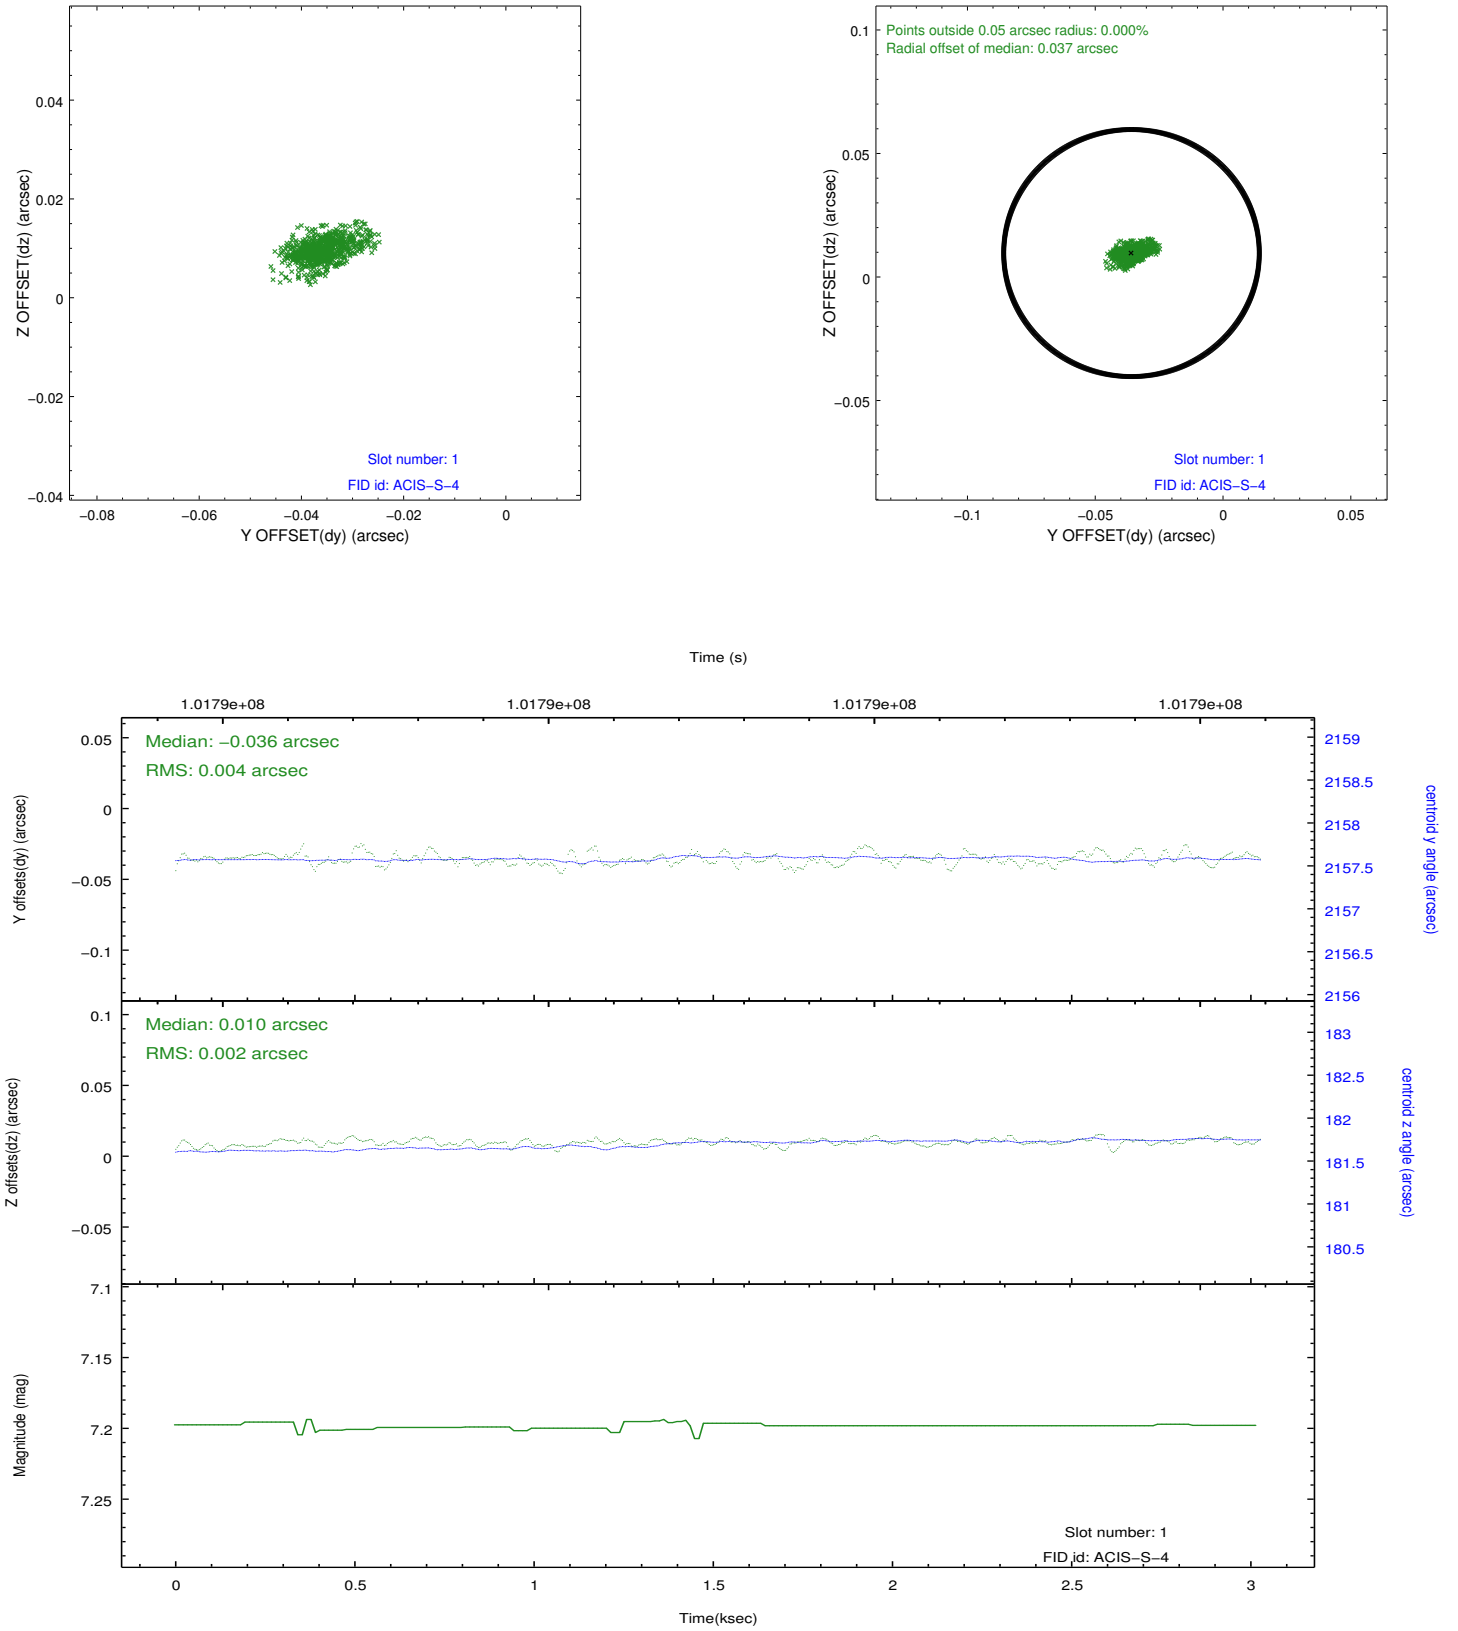 Points outside 0.05 arcsec radius: 0.000%
Radial offset of median: 0.037 arcsec
0.04
0.02
0
−0.02
−0.04
Z OFFSET(dz) (arcsec)
Slot number: 1
FID id: ACIS−S−4
−0.08 −0.06 −0.04 −0.02 0
Y OFFSET(dy) (arcsec)
0.1
0.05
0
−0.05
Z OFFSET(dz) (arcsec)
Slot number: 1
FID id: ACIS−S−4
−0.1 −0.05 0 0.05
Y OFFSET(dy) (arcsec)
Time (s)
1.0179e+08 1.0179e+08 1.0179e+08 1.0179e+08
Median: −0.036 arcsec
RMS: 0.004 arcsec
0.05
0
−0.05
−0.1
Y offsets(dy) (arcsec)
2159
2158.5
2158
2157.5
2157
2156.5
2156
centroid y angle (arcsec)
Median: 0.010 arcsec
RMS: 0.002 arcsec
0.1
0.05
0
−0.05
Z offsets(dz) (arcsec)
183
182.5
182
181.5
181
180.5
centroid z angle (arcsec)
7.1
7.15
7.2
7.25
Magnitude (mag)
Slot number: 1
FID id: ACIS−S−4
0 0.5 1 1.5 2 2.5 3
Time(ksec)